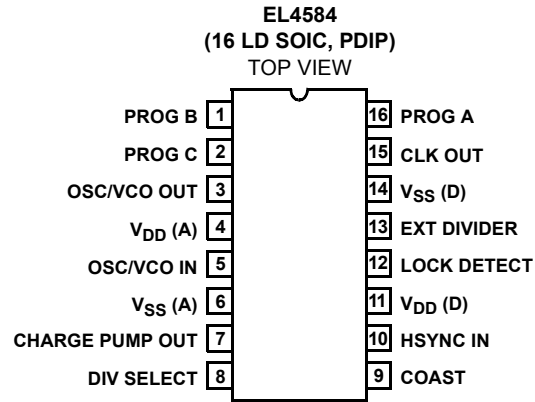 EL4584
(16 LD SOIC, PDIP)
TOP VIEW
PROG B 1 16 PROG A
PROG C 2 15 CLK OUT
OSC/VCO OUT 3 14 VSS (D)
VDD (A) 4 13 EXT DIVIDER
OSC/VCO IN 5 12 LOCK DETECT
VSS (A) 6 11 VDD (D)
CHARGE PUMP OUT 7 10 HSYNC IN
DIV SELECT 8 9 COAST